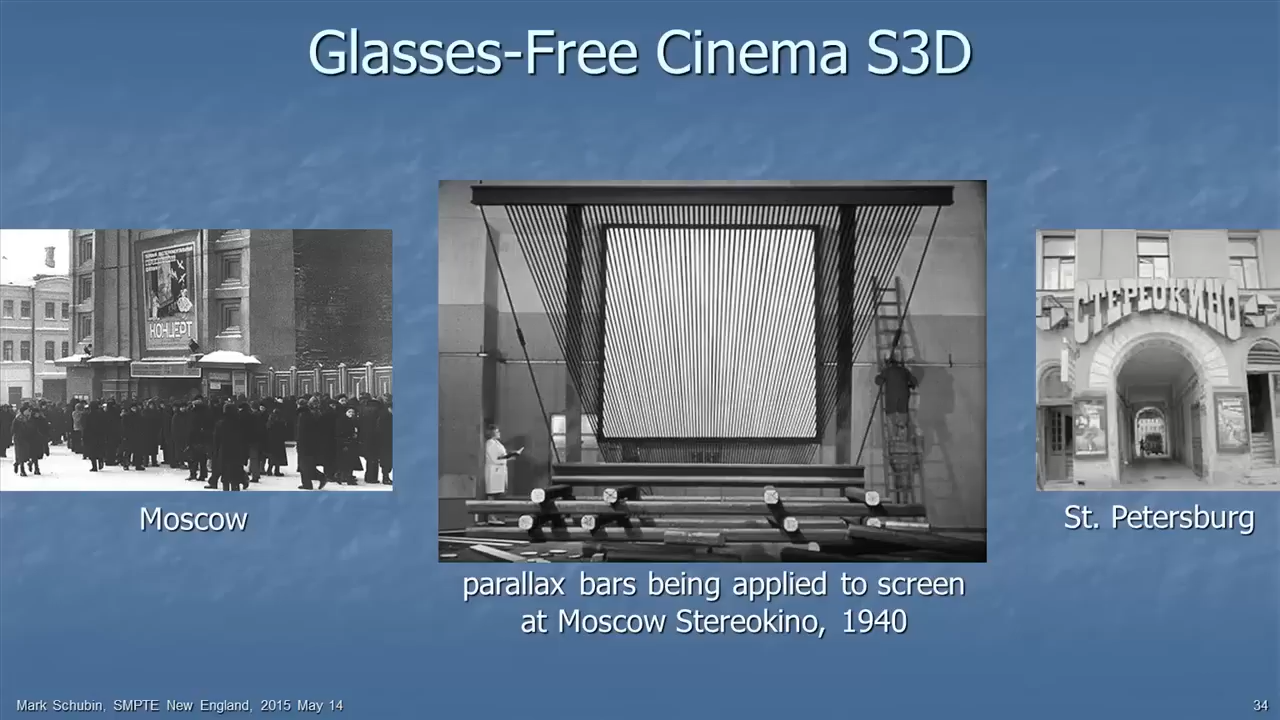 Glasses-Free Cinema S3D
КОНЦЕРТ
СТЕРЕОКИНО
Moscow
St. Petersburg
parallax bars being applied to screen
at Moscow Stereokino, 1940
Mark Schubin, SMPTE New England, 2015 May 14
34